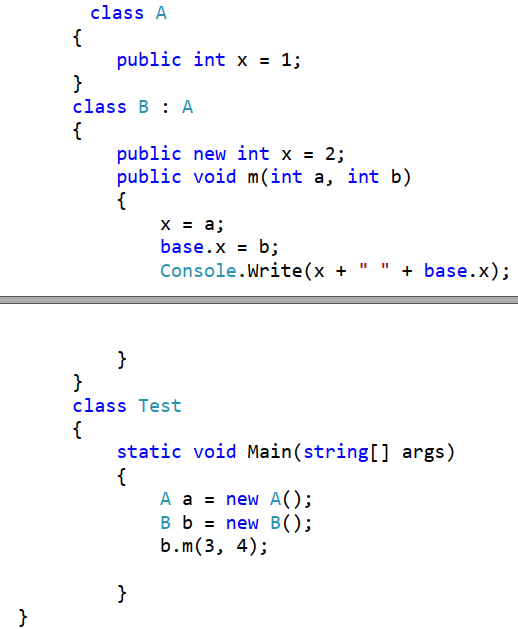 class A
{
public int x = 1;
}
class B : A
{
public new int x = 2;
public void m(int a, int b)
{
x = a;
base.x = b;
Console.Write(x + " " + base.x);
}
}
class Test
{
static void Main(string[] args)
{
A a = new A();
B b = new B();
b.m(3, 4);
}
}